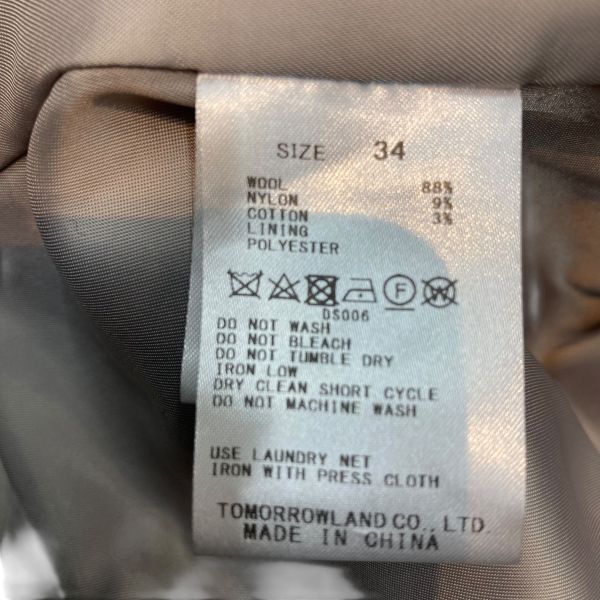 SIZE 34
WOOL 88%
NYLON 9%
COTTON 3%
LINING
POLYESTER
F W
DS006
DO NOT WASH
DO NOT BLEACH
DO NOT TUMBLE DRY
IRON LOW
DRY CLEAN SHORT CYCLE
DO NOT MACHINE WASH
USE LAUNDRY NET
IRON WITH PRESS CLOTH
TOMORROWLAND CO., LTD.
MADE IN CHINA